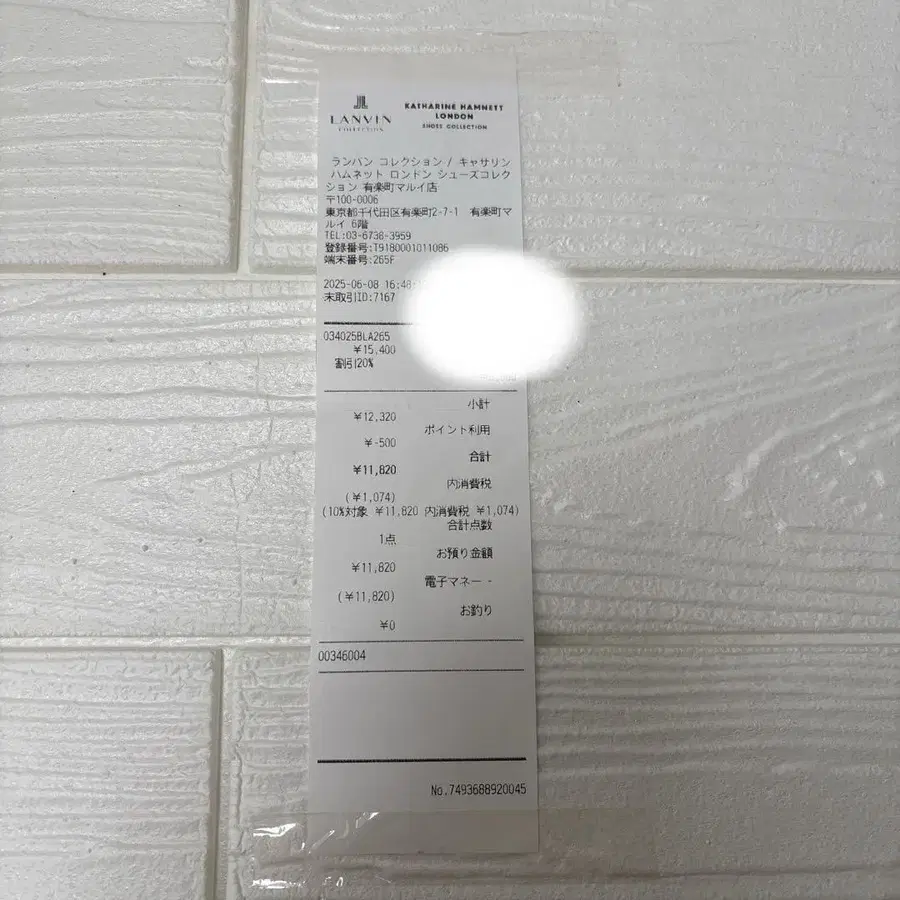 LANVIN
COLLECTION
KATHARINE HAMNETT
LONDON
SHOES COLLECTION
ランバン コレクション / キャサリン
ハムネット ロンドン シューズコレク
ション 有楽町マルイ店
〒100-0006
東京都千代田区有楽町2-7-1 有楽町マ
ルイ 6階
TEL:03-6738-3959
登録番号:T9180001011086
端末番号:265F
2025-06-08 16:48
末取引ID:7167
034025BLA265
¥15,400
割引20%
小計
¥12,320
ポイント利用
¥-500
合計
¥11,820
内消費税
(¥1,074)
(10%対象 ¥11,820 内消費税 ¥1,074)
合計点数
1点
お預り金額
¥11,820
電子マネー -
(¥11,820)
お釣り
¥0
00346004
No.7493688920045